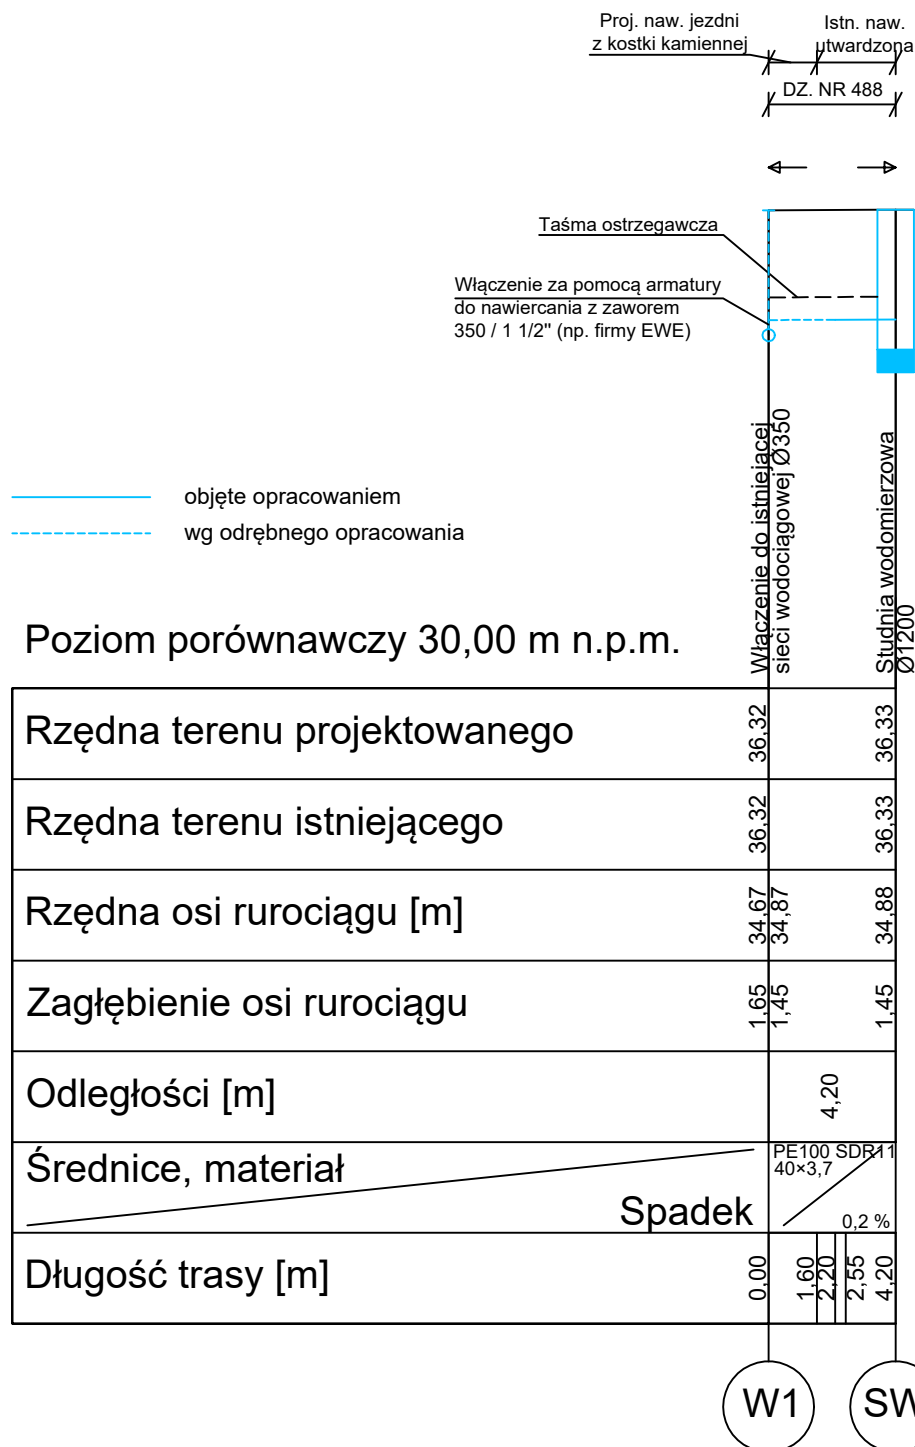 Proj. naw. jezdni
z kostki kamiennej
Istn. naw.
utwardzona
DZ. NR 488
Taśma ostrzegawcza
Włączenie za pomocą armatury
do nawiercania z zaworem
350 / 1 1/2" (np. firmy EWE)
Włączenie do istniejącej
sieci wodociągowej Ø350
Studnia wodomierzowa
Ø1200
objęte opracowaniem
wg odrębnego opracowania
Poziom porównawczy 30,00 m n.p.m.
Rzędna terenu projektowanego
36,32
36,33
Rzędna terenu istniejącego
36,32
36,33
Rzędna osi rurociągu [m]
34,67
34,87
34,88
Zagłębienie osi rurociągu
1,65
1,45
1,45
Odległości [m]
4,20
Średnice, materiał
Spadek
PE100 SDR11
40×3,7
0,2 %
Długość trasy [m]
0,00
1,60
2,20
2,55
4,20
W1
SW